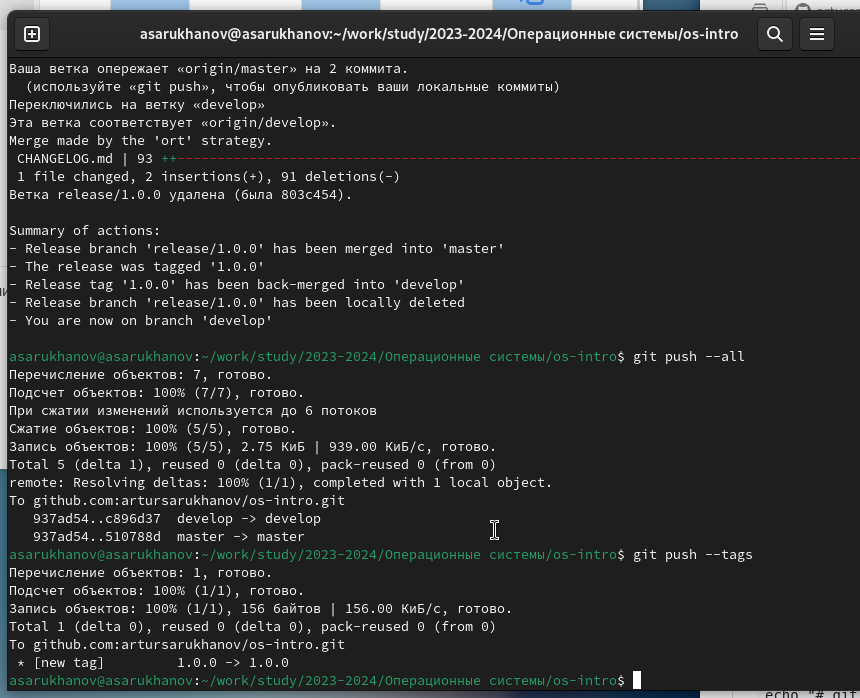 asarukhanov@asarukhanov:~/work/study/2023-2024/Операционные системы/os-intro
Ваша ветка опережает «origin/master» на 2 коммита.
  (используйте «git push», чтобы опубликовать ваши локальные коммиты)
Переключились на ветку «develop»
Эта ветка соответствует «origin/develop».
Merge made by the 'ort' strategy.
 CHANGELOG.md | 93 ++-------------------------------------------------------------------------------------
 1 file changed, 2 insertions(+), 91 deletions(-)
Ветка release/1.0.0 удалена (была 803c454).

Summary of actions:
- Release branch 'release/1.0.0' has been merged into 'master'
- The release was tagged '1.0.0'
- Release tag '1.0.0' has been back-merged into 'develop'
- Release branch 'release/1.0.0' has been locally deleted
- You are now on branch 'develop'

asarukhanov@asarukhanov:~/work/study/2023-2024/Операционные системы/os-intro$ git push --all
Перечисление объектов: 7, готово.
Подсчет объектов: 100% (7/7), готово.
При сжатии изменений используется до 6 потоков
Сжатие объектов: 100% (5/5), готово.
Запись объектов: 100% (5/5), 2.75 КиБ | 939.00 КиБ/с, готово.
Total 5 (delta 1), reused 0 (delta 0), pack-reused 0 (from 0)
remote: Resolving deltas: 100% (1/1), completed with 1 local object.
To github.com:artursarukhanov/os-intro.git
   937ad54..c896d37  develop -> develop
   937ad54..510788d  master -> master
asarukhanov@asarukhanov:~/work/study/2023-2024/Операционные системы/os-intro$ git push --tags
Перечисление объектов: 1, готово.
Подсчет объектов: 100% (1/1), готово.
Запись объектов: 100% (1/1), 156 байтов | 156.00 КиБ/с, готово.
Total 1 (delta 0), reused 0 (delta 0), pack-reused 0 (from 0)
To github.com:artursarukhanov/os-intro.git
 * [new tag]         1.0.0 -> 1.0.0
asarukhanov@asarukhanov:~/work/study/2023-2024/Операционные системы/os-intro$